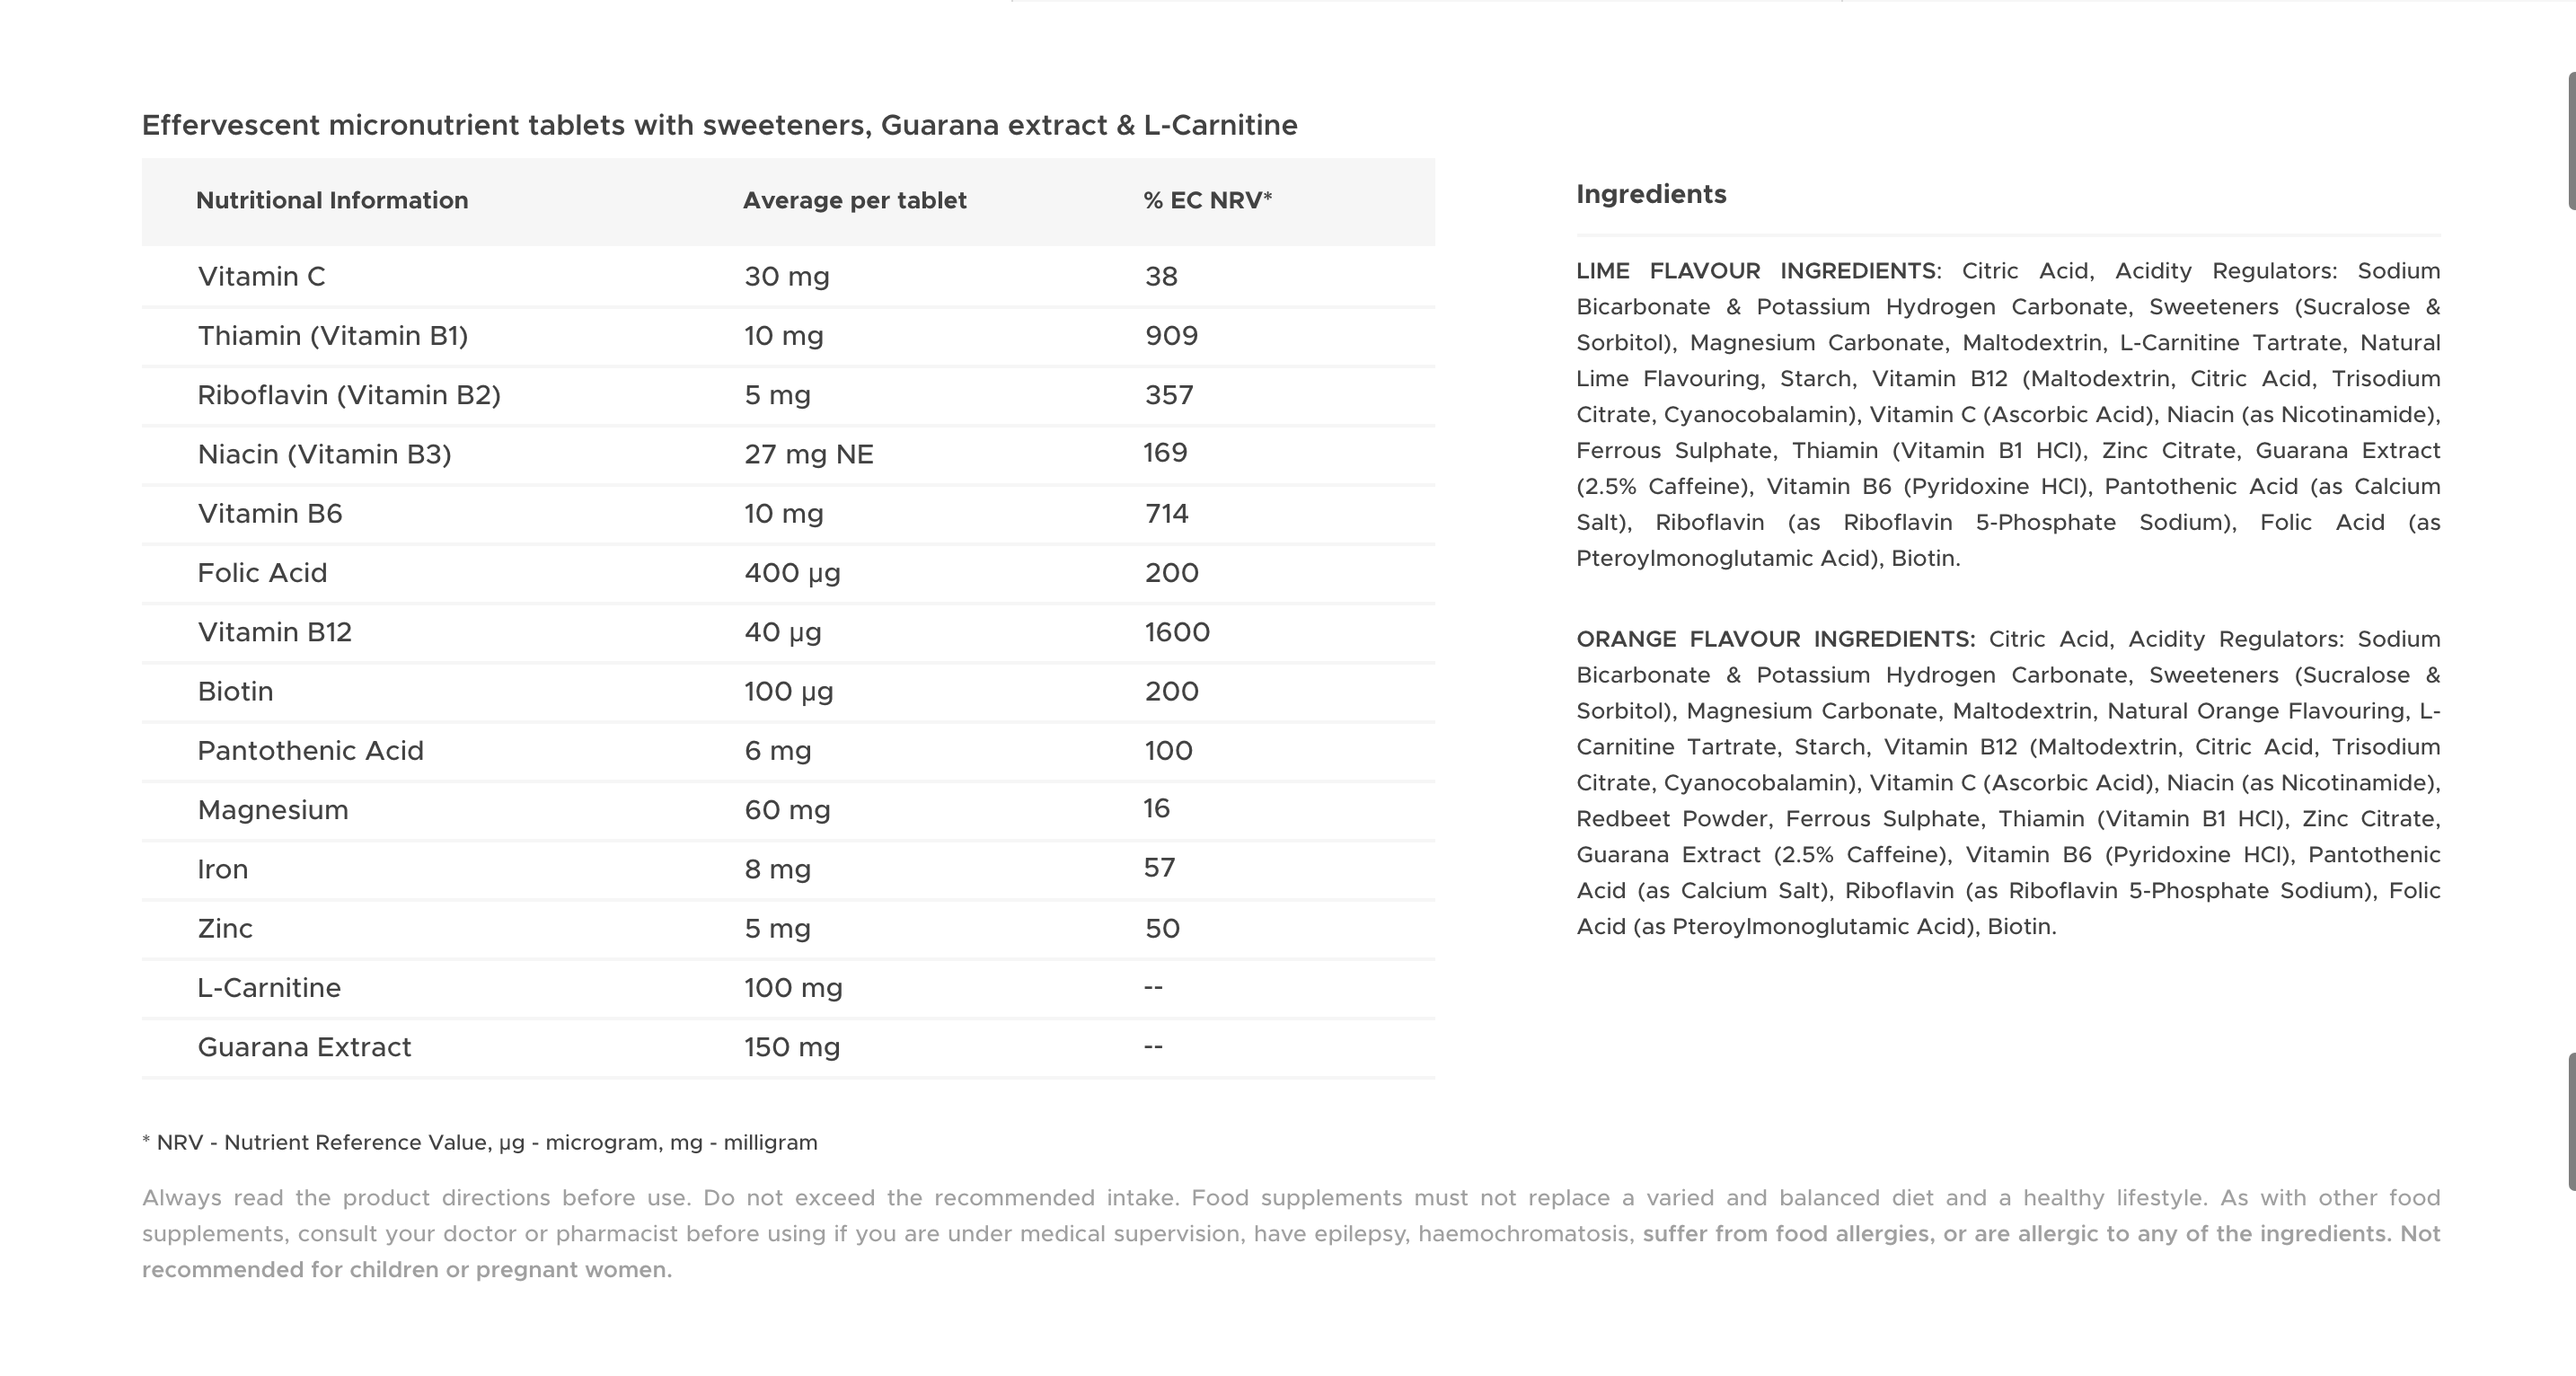 Effervescent micronutrient tablets with sweeteners, Guarana extract & L-Carnitine
Nutritional Information Average per tablet % EC NRV*
Vitamin C 30 mg 38
Thiamin (Vitamin B1) 10 mg 909
Riboflavin (Vitamin B2) 5 mg 357
Niacin (Vitamin B3) 27 mg NE 169
Vitamin B6 10 mg 714
Folic Acid 400 µg 200
Vitamin B12 40 µg 1600
Biotin 100 µg 200
Pantothenic Acid 6 mg 100
Magnesium 60 mg 16
Iron 8 mg 57
Zinc 5 mg 50
L-Carnitine 100 mg --
Guarana Extract 150 mg --
Ingredients
LIME FLAVOUR INGREDIENTS: Citric Acid, Acidity Regulators: Sodium
Bicarbonate & Potassium Hydrogen Carbonate, Sweeteners (Sucralose &
Sorbitol), Magnesium Carbonate, Maltodextrin, L-Carnitine Tartrate, Natural
Lime Flavouring, Starch, Vitamin B12 (Maltodextrin, Citric Acid, Trisodium
Citrate, Cyanocobalamin), Vitamin C (Ascorbic Acid), Niacin (as Nicotinamide),
Ferrous Sulphate, Thiamin (Vitamin B1 HCl), Zinc Citrate, Guarana Extract
(2.5% Caffeine), Vitamin B6 (Pyridoxine HCl), Pantothenic Acid (as Calcium
Salt), Riboflavin (as Riboflavin 5-Phosphate Sodium), Folic Acid (as
Pteroylmonoglutamic Acid), Biotin.
ORANGE FLAVOUR INGREDIENTS: Citric Acid, Acidity Regulators: Sodium
Bicarbonate & Potassium Hydrogen Carbonate, Sweeteners (Sucralose &
Sorbitol), Magnesium Carbonate, Maltodextrin, Natural Orange Flavouring, L-
Carnitine Tartrate, Starch, Vitamin B12 (Maltodextrin, Citric Acid, Trisodium
Citrate, Cyanocobalamin), Vitamin C (Ascorbic Acid), Niacin (as Nicotinamide),
Redbeet Powder, Ferrous Sulphate, Thiamin (Vitamin B1 HCl), Zinc Citrate,
Guarana Extract (2.5% Caffeine), Vitamin B6 (Pyridoxine HCl), Pantothenic
Acid (as Calcium Salt), Riboflavin (as Riboflavin 5-Phosphate Sodium), Folic
Acid (as Pteroylmonoglutamic Acid), Biotin.
* NRV - Nutrient Reference Value, µg - microgram, mg - milligram
Always read the product directions before use. Do not exceed the recommended intake. Food supplements must not replace a varied and balanced diet and a healthy lifestyle. As with other food
supplements, consult your doctor or pharmacist before using if you are under medical supervision, have epilepsy, haemochromatosis, suffer from food allergies, or are allergic to any of the ingredients. Not
recommended for children or pregnant women.